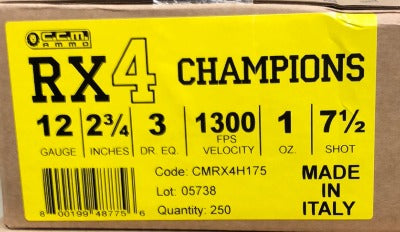 C.C.M.
AMMO
RX4 CHAMPIONS
12 2¾ 3 1300 1 7½
GAUGE INCHES DR. EQ. FPS VELOCITY OZ. SHOT
Code: CMRX4H175
Lot: 05738
Quantity: 250
MADE
IN
ITALY
8 00199 48775 6